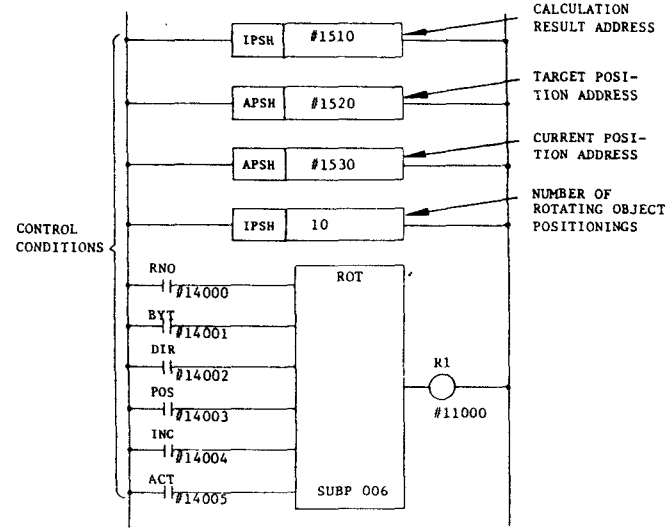 CALCULATION
RESULT ADDRESS
IPSH #1510
TARGET POSI-
TION ADDRESS
APSH #1520
CURRENT POSI-
TION ADDRESS
APSH #1530
NUMBER OF
ROTATING OBJECT
POSITIONINGS
IPSH 10
CONTROL
CONDITIONS
RNO
#14000
ROT
BYT
#14001
DIR
#14002
R1
#11000
POS
#14003
INC
#14004
ACT
#14005
SUBP 006